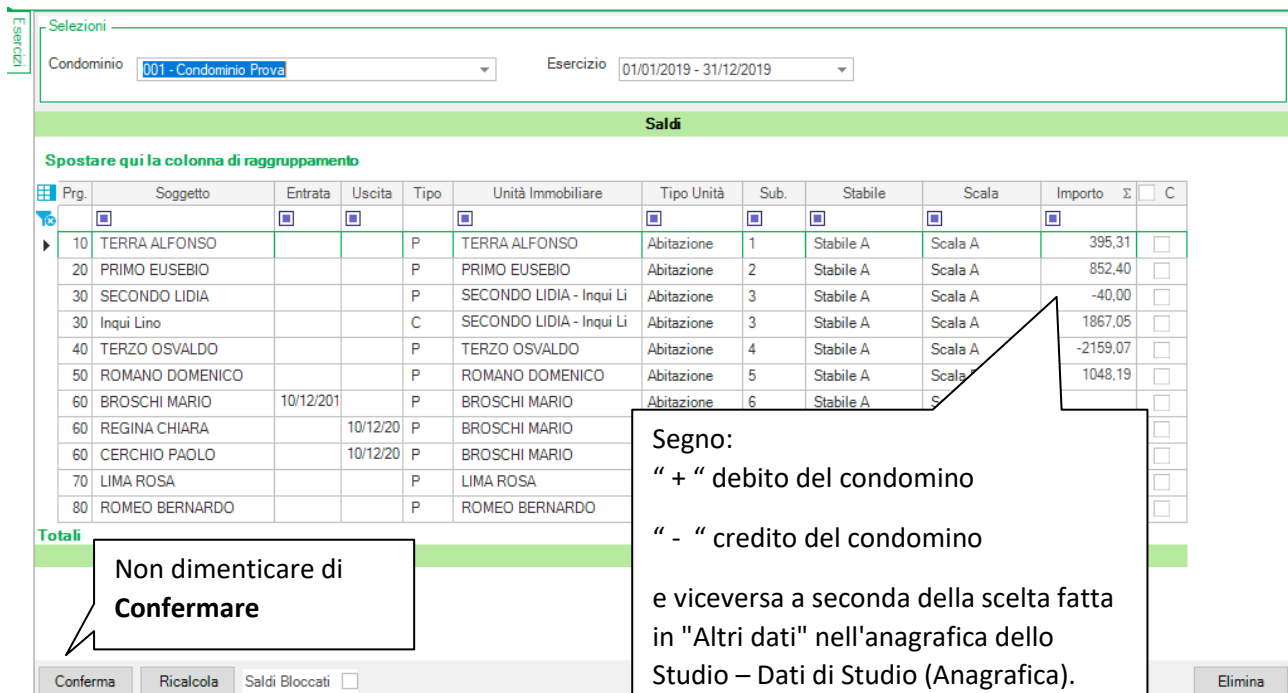 Esercizi
Selezioni
Condominio 001 - Condominio Prova Esercizio 01/01/2019 - 31/12/2019
Saldi
Spostare qui la colonna di raggruppamento
Prg. Soggetto Entrata Uscita Tipo Unità Immobiliare Tipo Unità Sub. Stabile Scala Importo Σ C
10 TERRA ALFONSO P TERRA ALFONSO Abitazione 1 Stabile A Scala A 395,31
20 PRIMO EUSEBIO P PRIMO EUSEBIO Abitazione 2 Stabile A Scala A 852,40
30 SECONDO LIDIA P SECONDO LIDIA - Inqui Li Abitazione 3 Stabile A Scala A -40,00
30 Inqui Lino C SECONDO LIDIA - Inqui Li Abitazione 3 Stabile A Scala A 1867,05
40 TERZO OSVALDO P TERZO OSVALDO Abitazione 4 Stabile A Scala A -2159,07
50 ROMANO DOMENICO P ROMANO DOMENICO Abitazione 5 Stabile A Scala 1048,19
60 BROSCHI MARIO 10/12/201 P BROSCHI MARIO Abitazione 6 Stabile A
60 REGINA CHIARA 10/12/20 P BROSCHI MARIO
60 CERCHIO PAOLO 10/12/20 P BROSCHI MARIO
70 LIMA ROSA P LIMA ROSA
80 ROMEO BERNARDO P ROMEO BERNARDO
Totali
Segno:
“ + “ debito del condomino
“ - “ credito del condomino
e viceversa a seconda della scelta fatta
in "Altri dati" nell'anagrafica dello
Studio – Dati di Studio (Anagrafica).
Non dimenticare di
Confermare
Conferma Ricalcola Saldi Bloccati Elimina